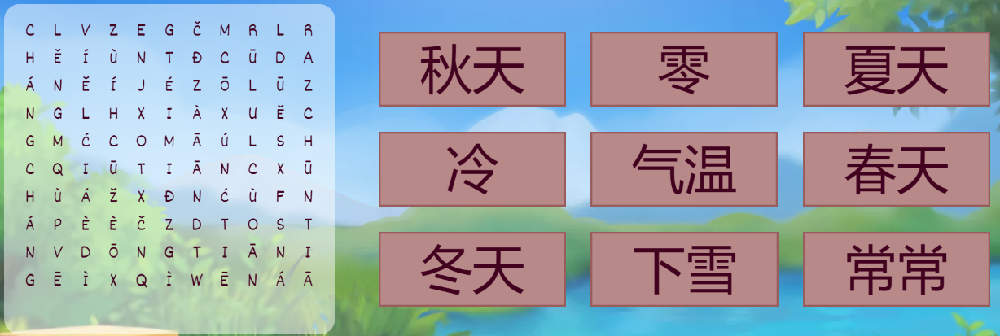 C L V Z E G Č M R L R
H Ě Í Ù N T Đ C Ū D A
Á N Ě Í J É Z Ō L Ū Z
N G L H X I À X U Ě C
G M Ć C O M Ā Ú L S H
C Q I Ū T I Ā N C X Ū
H Ù Á Ž X Đ N Ć Ù F N
Á P È È Č Z D T O S T
N V D Ō N G T I Ā N I
G Ē Ì X Q Ì W Ē N Á Ā
秋天 零 夏天
冷 气温 春天
冬天 下雪 常常